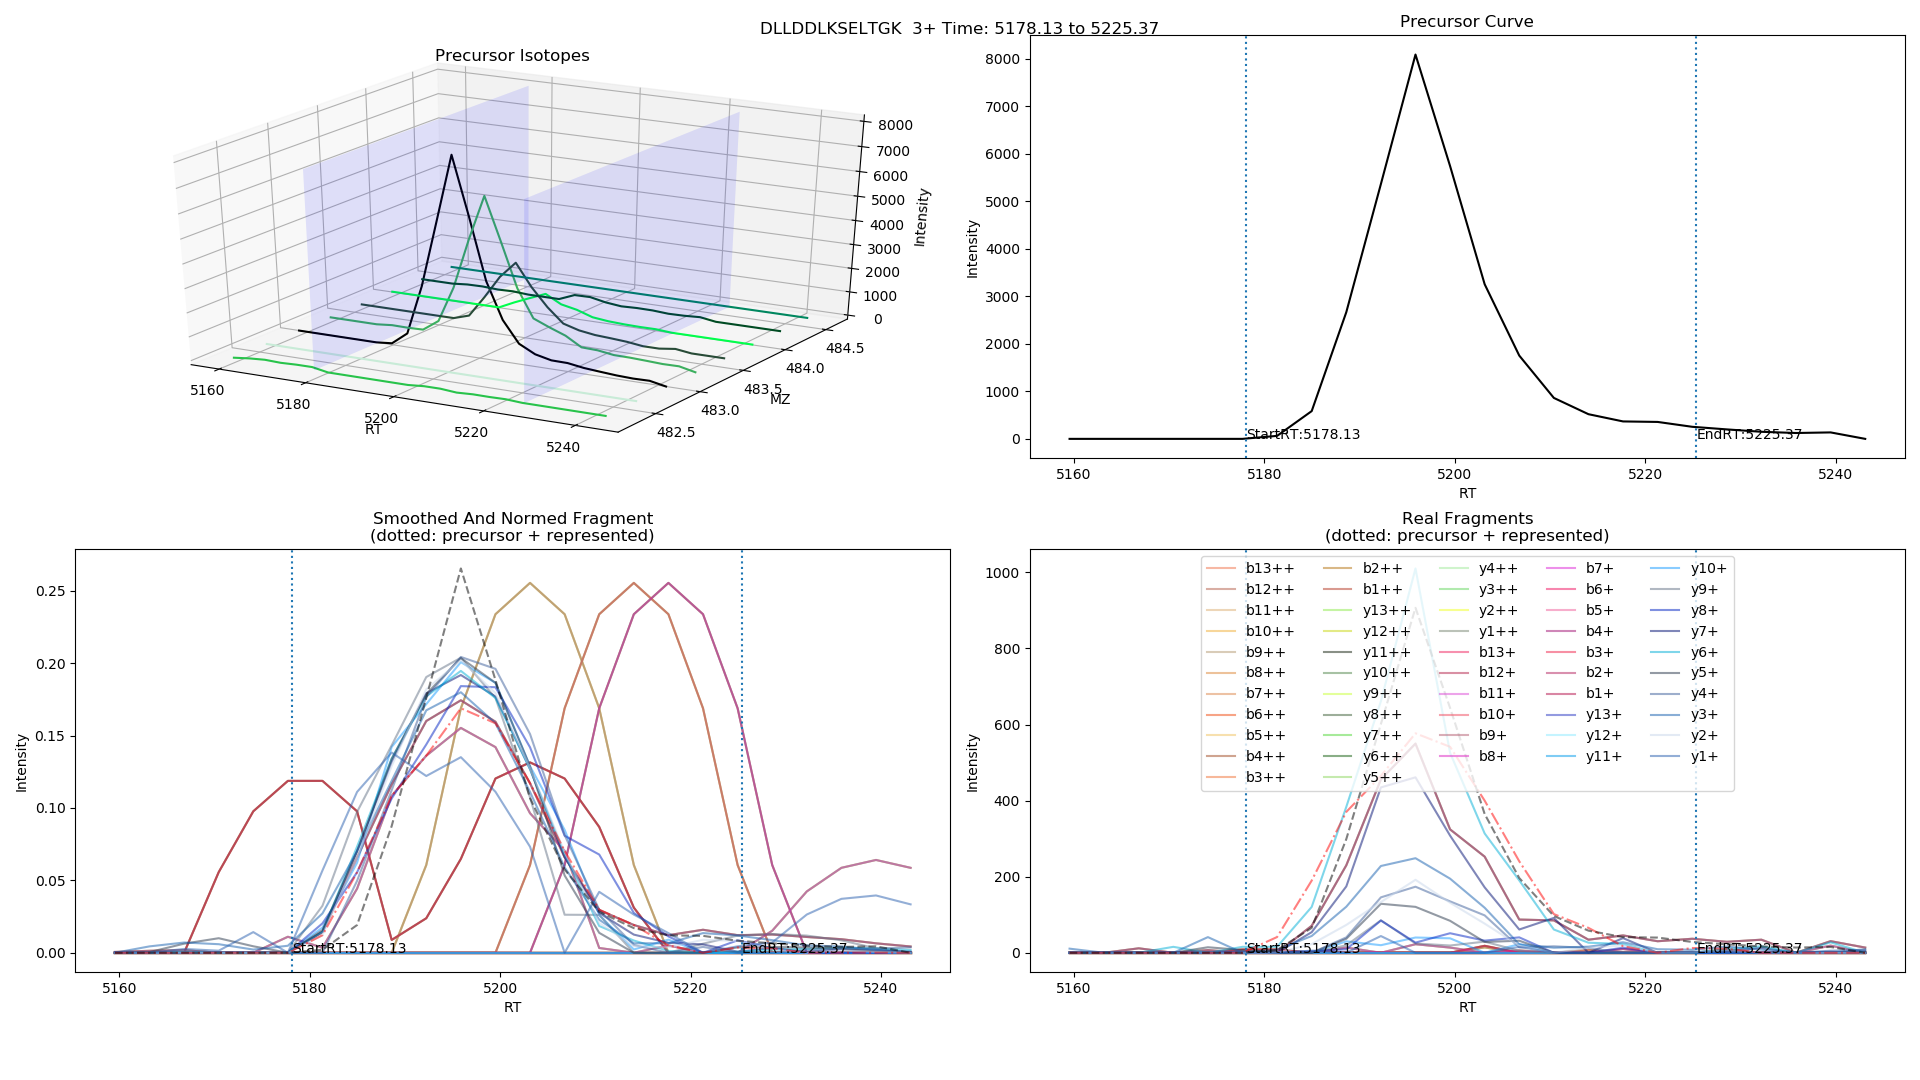 DLLDDLKSELTGK  3+ Time: 5178.13 to 5225.37
Precursor Isotopes
8000
7000
6000
5000
4000
3000
2000
1000
0
Intensity
5160
5180
5200
5220
5240
RT
482.5
483.0
483.5
484.0
484.5
MZ
Precursor Curve
8000
7000
6000
5000
4000
3000
2000
1000
0
Intensity
StartRT:5178.13
EndRT:5225.37
5160
5180
5200
5220
5240
RT
Smoothed And Normed Fragment
(dotted: precursor + represented)
0.25
0.20
0.15
0.10
0.05
0.00
Intensity
StartRT:5178.13
EndRT:5225.37
5160
5180
5200
5220
5240
RT
Real Fragments
(dotted: precursor + represented)
1000
800
600
400
200
0
Intensity
b13++
b12++
b11++
b10++
b9++
b8++
b7++
b6++
b5++
b4++
b3++
b2++
b1++
y13++
y12++
y11++
y10++
y9++
y8++
y7++
y6++
y5++
y4++
y3++
y2++
y1++
b13+
b12+
b11+
b10+
b9+
b8+
b7+
b6+
b5+
b4+
b3+
b2+
b1+
y13+
y12+
y11+
y10+
y9+
y8+
y7+
y6+
y5+
y4+
y3+
y2+
y1+
StartRT:5178.13
EndRT:5225.37
5160
5180
5200
5220
5240
RT